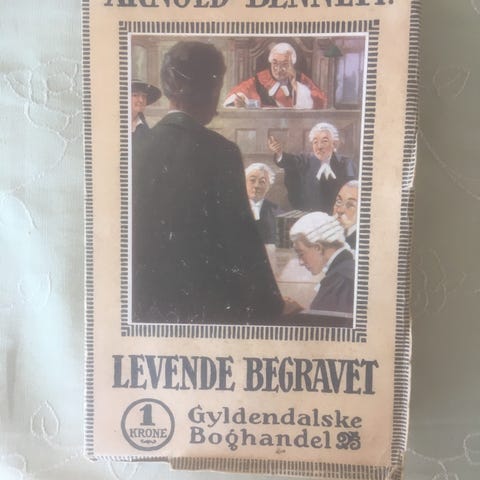 ARNOLD BENNETT:
LEVENDE BEGRAVET
1
KRONE
Gyldendalske
Boghandel 25